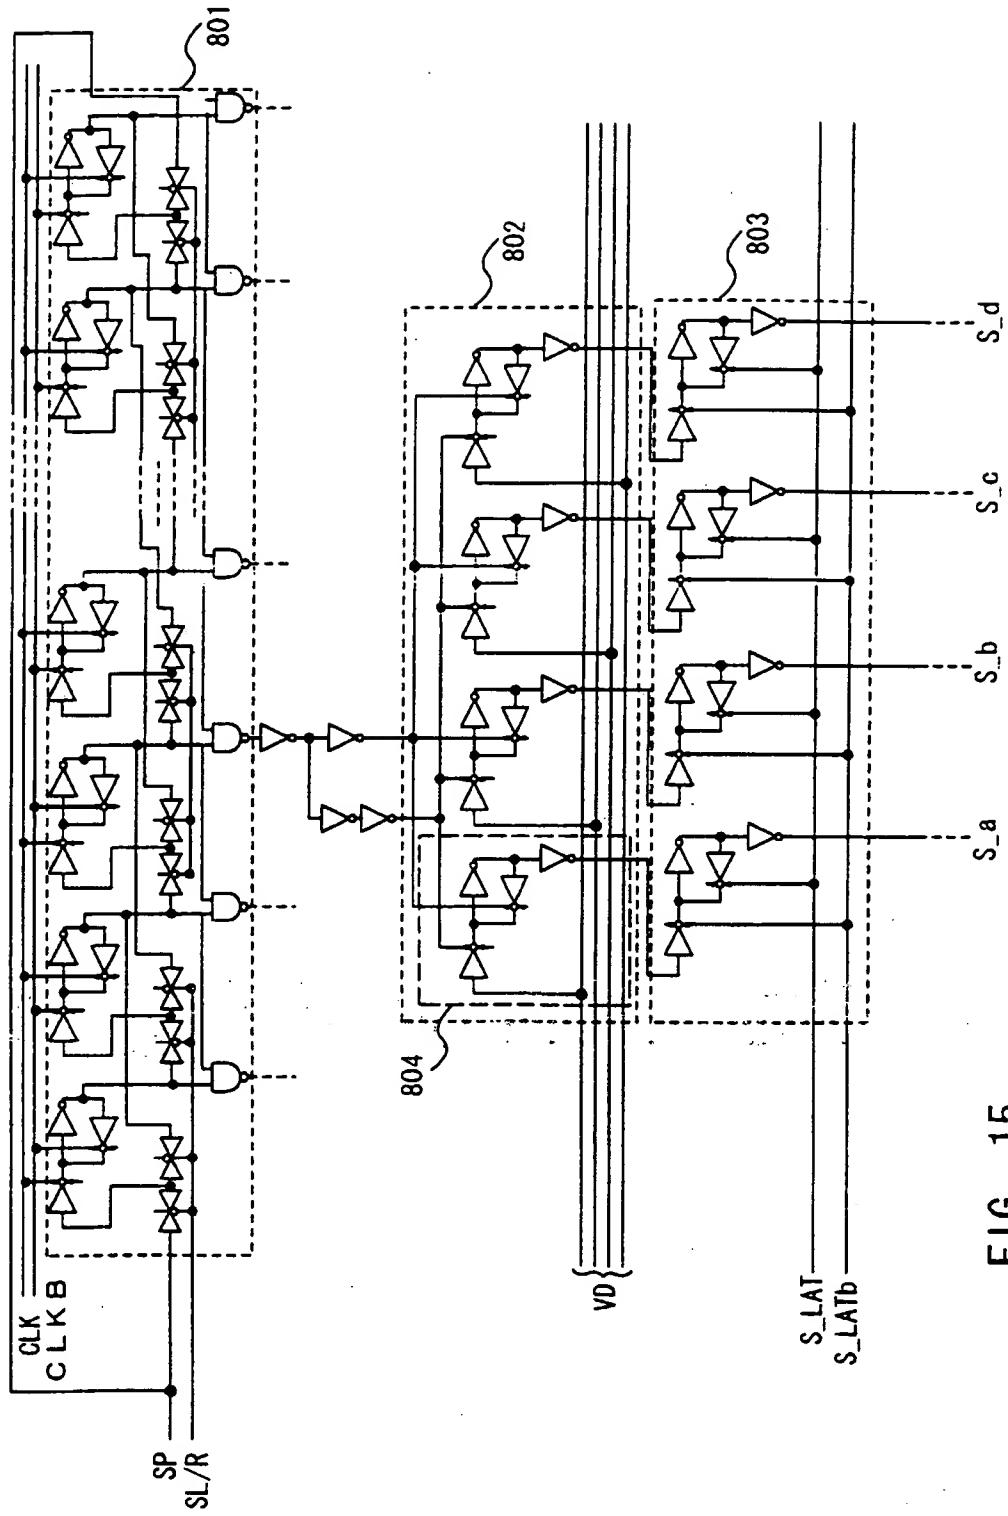 CLK
CLKB
SP
SL/R
801
802
804
VD
803
S_LAT
S_LATb
S_a
S_b
S_c
S_d
FIG. 15